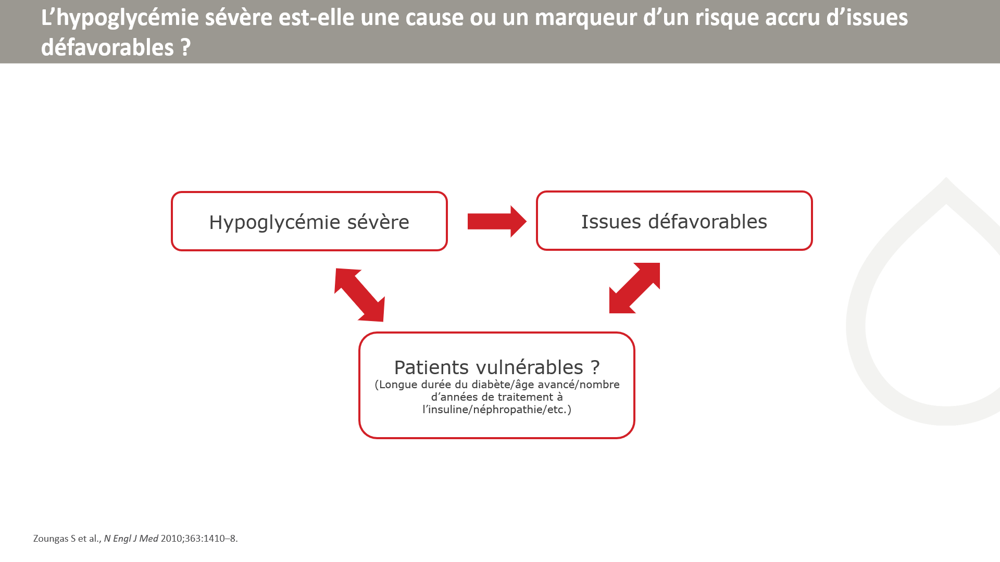 L’hypoglycémie sévère est-elle une cause ou un marqueur d’un risque accru d’issues
défavorables ?
Hypoglycémie sévère
Issues défavorables
Patients vulnérables ?
(Longue durée du diabète/âge avancé/nombre
d’années de traitement à
l’insuline/néphropathie/etc.)
Zoungas S et al., N Engl J Med 2010;363:1410–8.